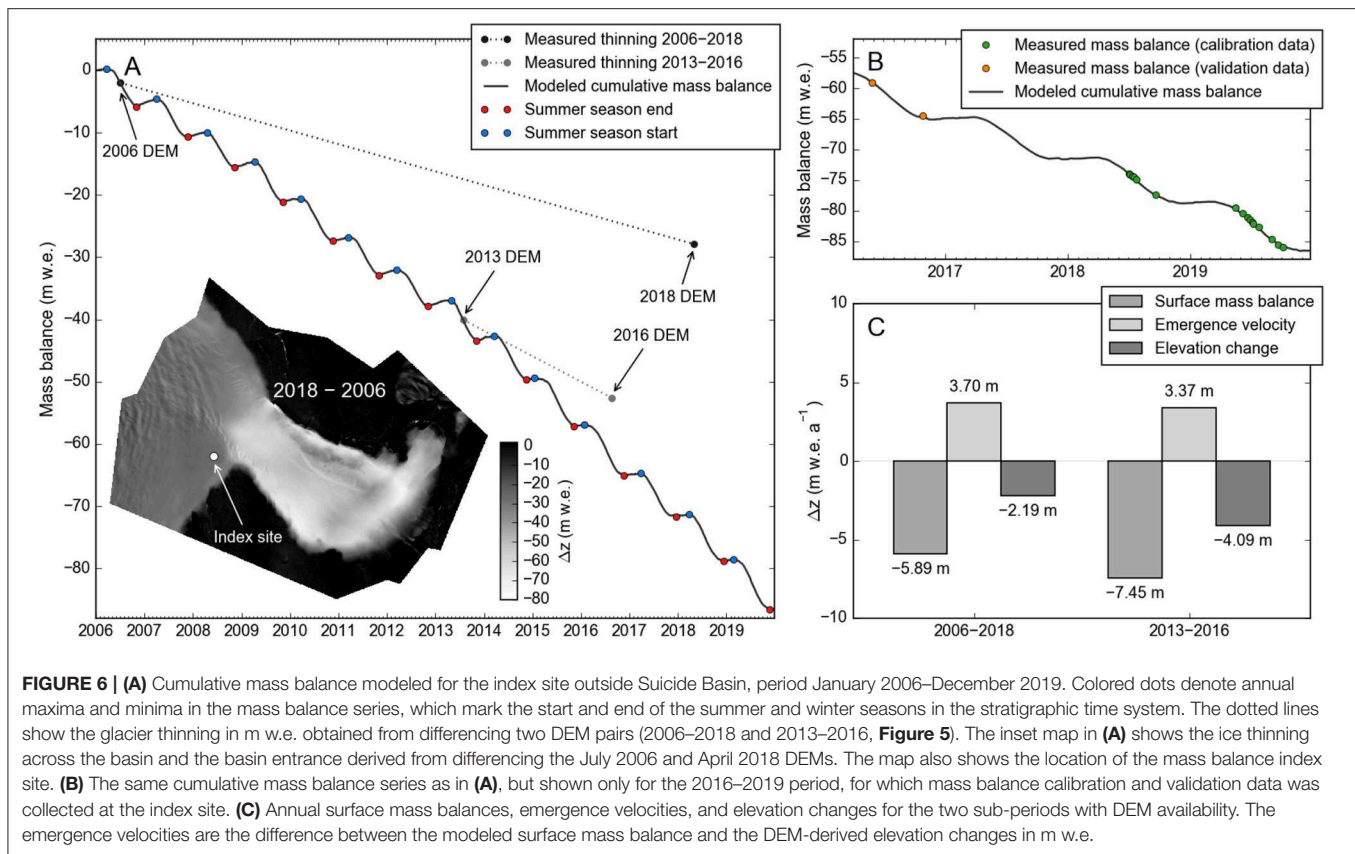 A
Measured thinning 2006−2018
Measured thinning 2013−2016
Modeled cumulative mass balance
Summer season end
Summer season start
Mass balance (m w.e.)
0
−10
−20
−30
−40
−50
−60
−70
−80
2006 DEM
2013 DEM
2018 DEM
2016 DEM
2018 − 2006
Index site
0
−10
−20
−30
−40
−50
−60
−70
−80
Δz (m w.e.)
2006 2007 2008 2009 2010 2011 2012 2013 2014 2015 2016 2017 2018 2019
B
Measured mass balance (calibration data)
Measured mass balance (validation data)
Modeled cumulative mass balance
Mass balance (m w.e.)
−55
−60
−65
−70
−75
−80
−85
2017 2018 2019
C
Surface mass balance
Emergence velocity
Elevation change
Δz (m w.e. a⁻¹)
10
5
0
−5
−10
3.70 m
3.37 m
−2.19 m
−4.09 m
−5.89 m
−7.45 m
2006−2018 2013−2016
FIGURE 6 | (A) Cumulative mass balance modeled for the index site outside Suicide Basin, period January 2006–December 2019. Colored dots denote annual
maxima and minima in the mass balance series, which mark the start and end of the summer and winter seasons in the stratigraphic time system. The dotted lines
show the glacier thinning in m w.e. obtained from differencing two DEM pairs (2006–2018 and 2013–2016, Figure 5). The inset map in (A) shows the ice thinning
across the basin and the basin entrance derived from differencing the July 2006 and April 2018 DEMs. The map also shows the location of the mass balance index
site. (B) The same cumulative mass balance series as in (A), but shown only for the 2016–2019 period, for which mass balance calibration and validation data was
collected at the index site. (C) Annual surface mass balances, emergence velocities, and elevation changes for the two sub-periods with DEM availability. The
emergence velocities are the difference between the modeled surface mass balance and the DEM-derived elevation changes in m w.e.